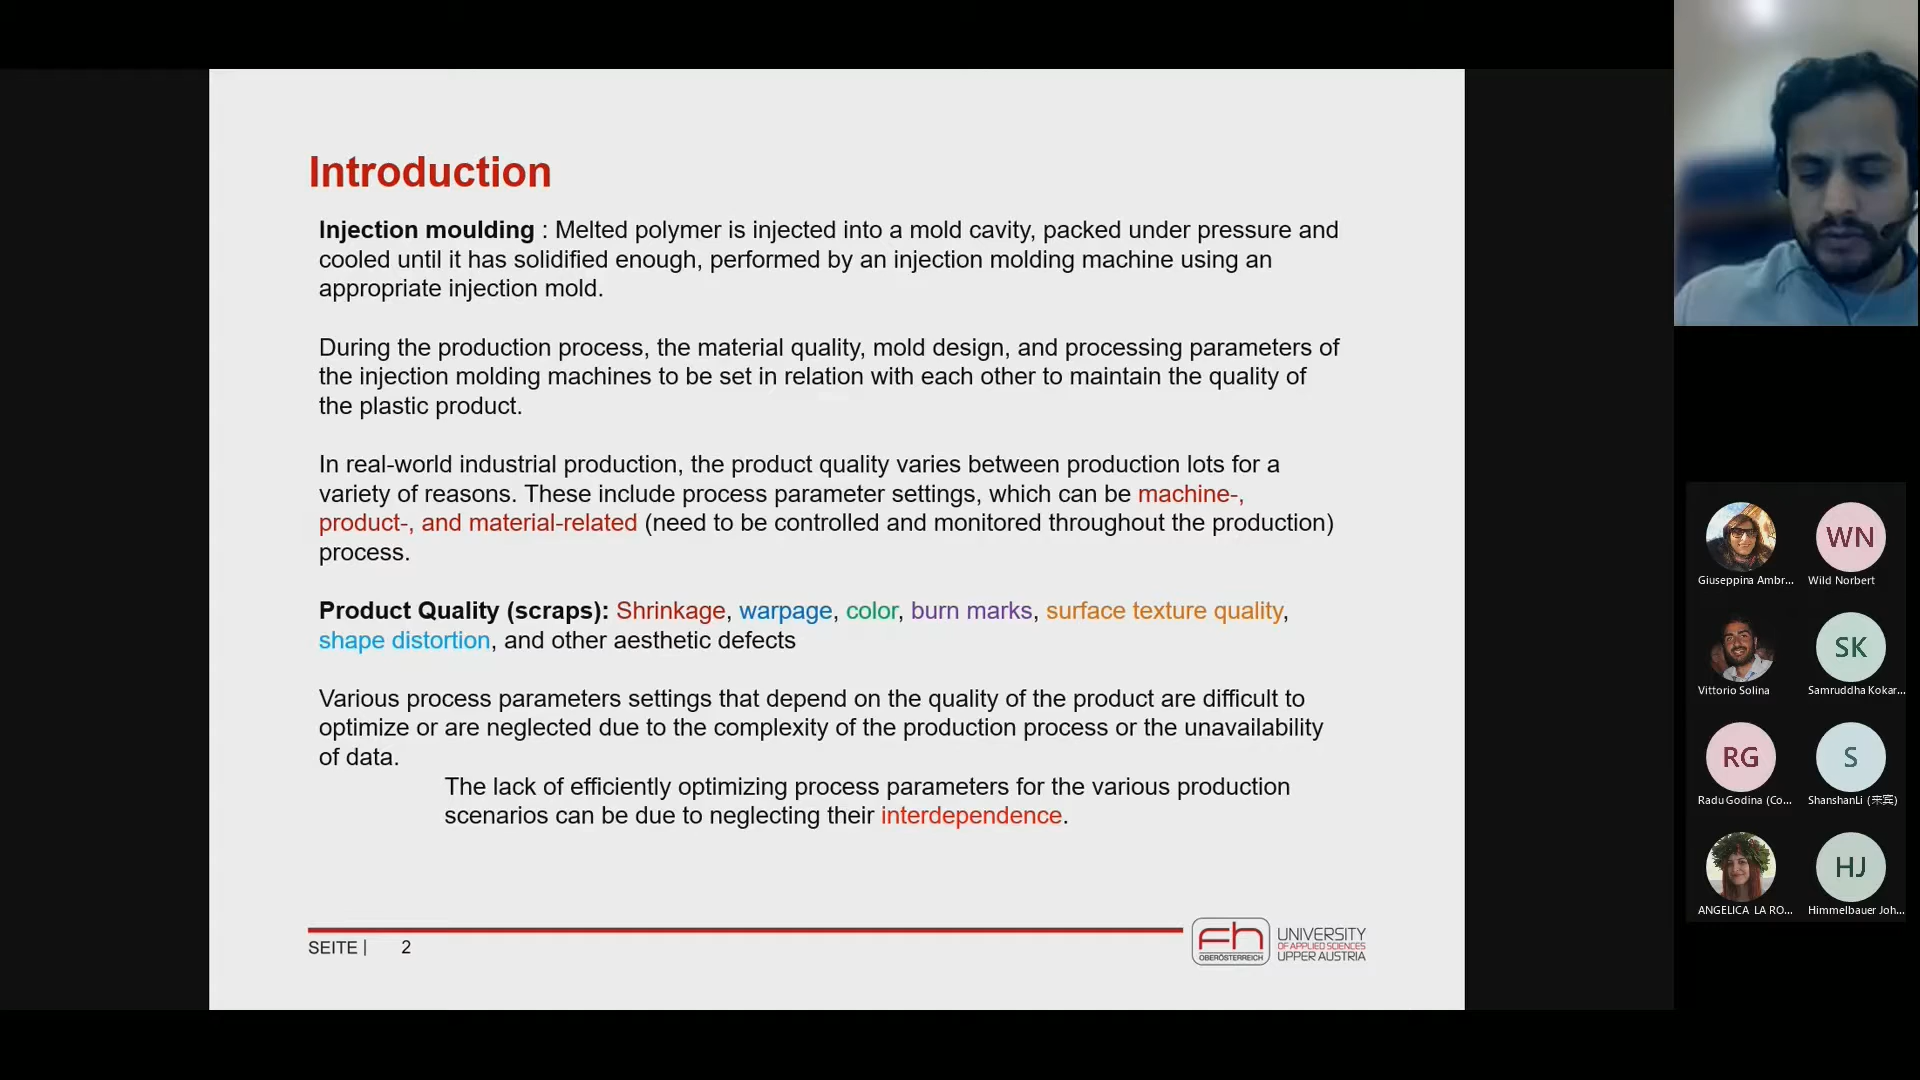 Introduction
Injection moulding : Melted polymer is injected into a mold cavity, packed under pressure and
cooled until it has solidified enough, performed by an injection molding machine using an
appropriate injection mold.
During the production process, the material quality, mold design, and processing parameters of
the injection molding machines to be set in relation with each other to maintain the quality of
the plastic product.
In real-world industrial production, the product quality varies between production lots for a
variety of reasons. These include process parameter settings, which can be machine-,
product-, and material-related (need to be controlled and monitored throughout the production)
process.
Product Quality (scraps): Shrinkage, warpage, color, burn marks, surface texture quality,
shape distortion, and other aesthetic defects
Various process parameters settings that depend on the quality of the product are difficult to
optimize or are neglected due to the complexity of the production process or the unavailability
of data.
The lack of efficiently optimizing process parameters for the various production
scenarios can be due to neglecting their interdependence.
SEITE | 2
fh
OBERÖSTERREICH
UNIVERSITY
OF APPLIED SCIENCES
UPPER AUSTRIA
WN
Giuseppina Ambr... Wild Norbert
SK
Vittorio Solina Samruddha Kokar...
RG S
Radu Godina (Co... ShanshanLi (来宾)
HJ
ANGELICA LA RO... Himmelbauer Joh...